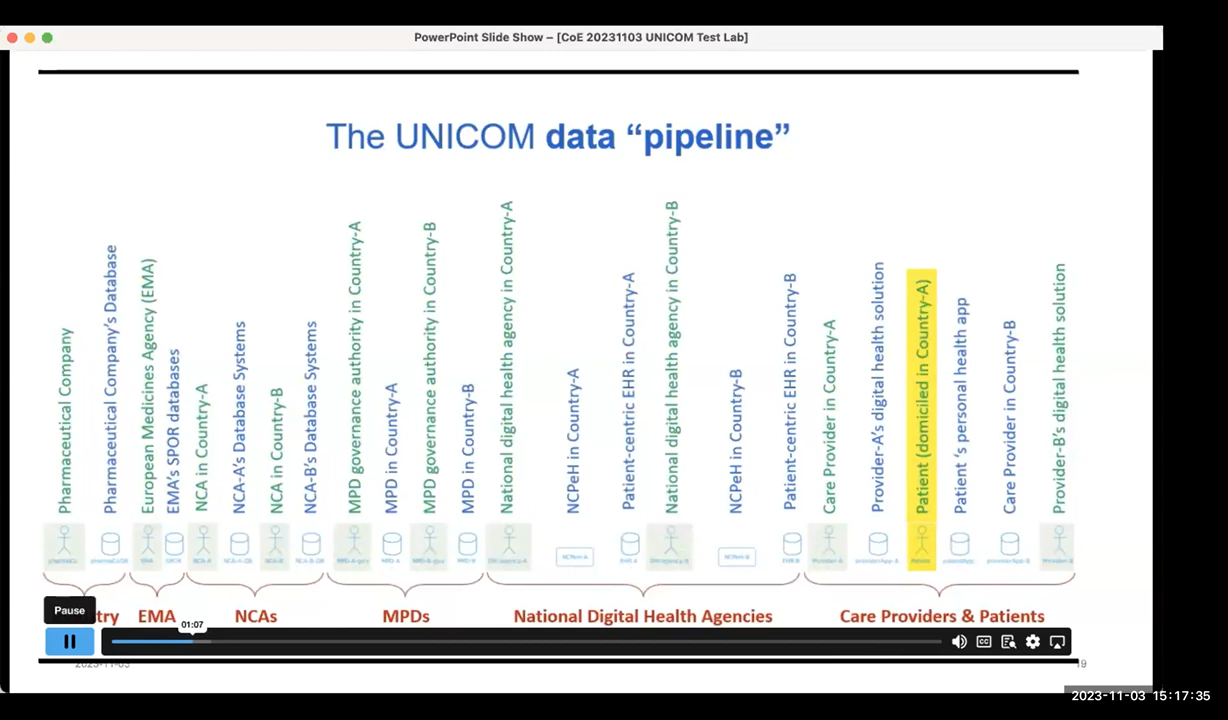 PowerPoint Slide Show – [CoE 20231103 UNICOM Test Lab]
The UNICOM data “pipeline”
Pharmaceutical Company
Pharmaceutical Company’s Database
European Medicines Agency (EMA)
EMA’s SPOR databases
NCA in Country-A
NCA-A’s Database Systems
NCA in Country-B
NCA-B’s Database Systems
MPD governance authority in Country-A
MPD in Country-A
MPD governance authority in Country-B
MPD in Country-B
National digital health agency in Country-A
NCPeH in Country-A
Patient-centric EHR in Country-A
National digital health agency in Country-B
NCPeH in Country-B
Patient-centric EHR in Country-B
Care Provider in Country-A
Provider-A’s digital health solution
Patient (domiciled in Country-A)
Patient ‘s personal health app
Care Provider in Country-B
Provider-B’s digital health solution
EMA NCAs MPDs National Digital Health Agencies Care Providers & Patients
Pause
01:07
CC
19
2023-11-03 15:17:35